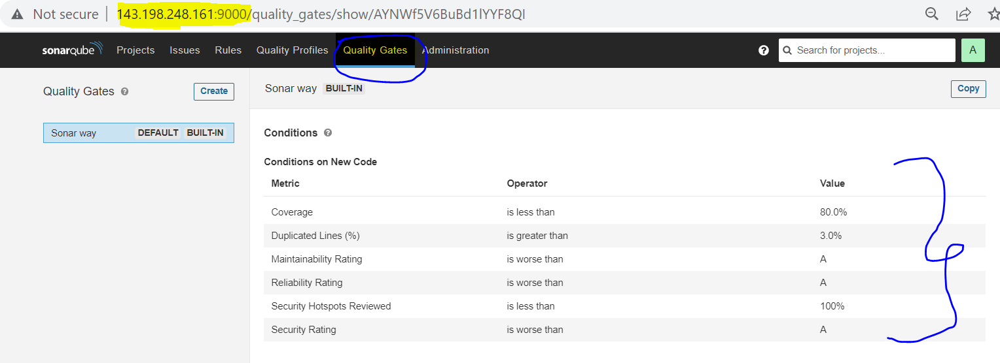 Not secure | 143.198.248.161:9000/quality_gates/show/AYNWf5V6BuBd1lYYF8QI
sonarqube Projects Issues Rules Quality Profiles Quality Gates Administration ? Search for projects... A
Quality Gates ? Create
Sonar way BUILT-IN Copy
Sonar way DEFAULT BUILT-IN
Conditions ?
Conditions on New Code
Metric Operator Value
Coverage is less than 80.0%
Duplicated Lines (%) is greater than 3.0%
Maintainability Rating is worse than A
Reliability Rating is worse than A
Security Hotspots Reviewed is less than 100%
Security Rating is worse than A